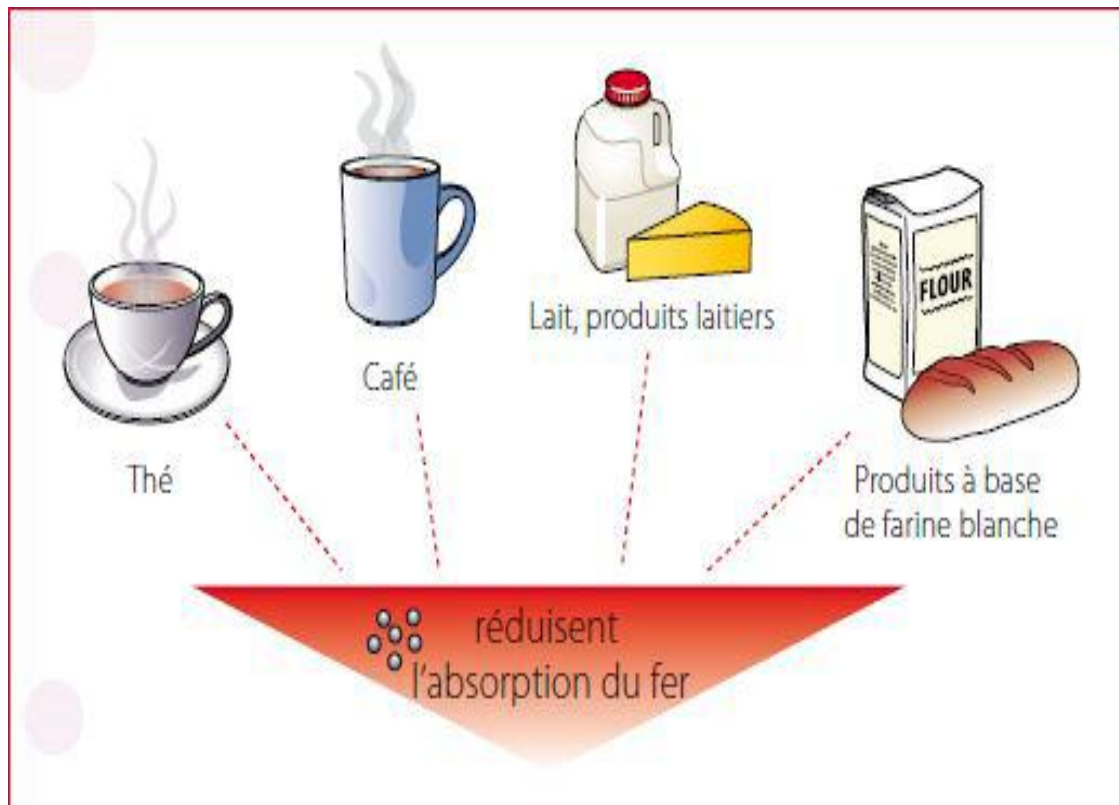 Thé
Café
Lait, produits laitiers
FLOUR
Produits à base
de farine blanche
réduisent
l'absorption du fer